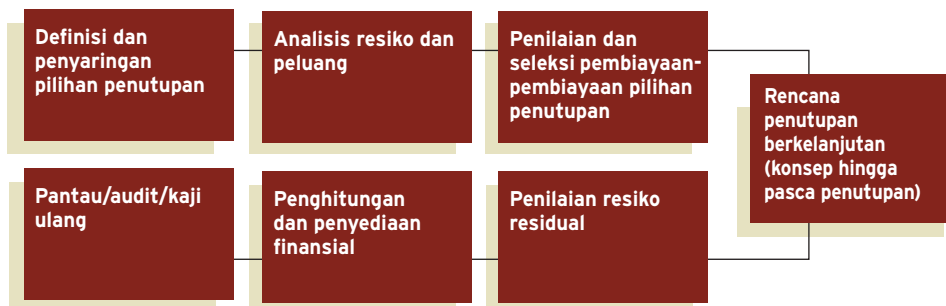 Definisi dan
penyaringan
pilihan penutupan
Analisis resiko dan
peluang
Penilaian dan
seleksi pembiayaan-
pembiayaan pilihan
penutupan
Rencana
penutupan
berkelanjutan
(konsep hingga
pasca penutupan)
Pantau/audit/kaji
ulang
Penghitungan
dan penyediaan
finansial
Penilaian resiko
residual